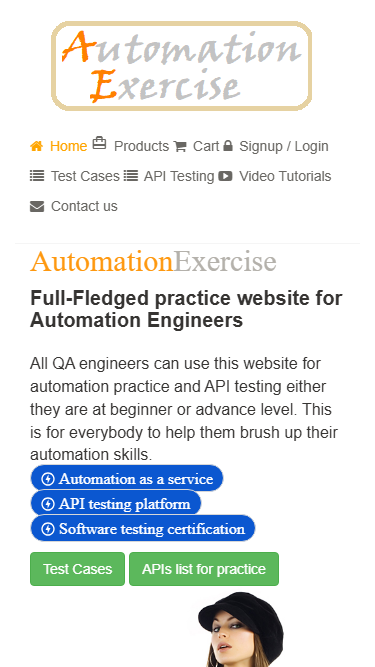 Automation
Exercise
Home Products Cart Signup / Login
Test Cases API Testing Video Tutorials
Contact us
AutomationExercise
Full-Fledged practice website for
Automation Engineers
All QA engineers can use this website for
automation practice and API testing either
they are at beginner or advance level. This
is for everybody to help them brush up their
automation skills.
Automation as a service
API testing platform
Software testing certification
Test Cases APIs list for practice